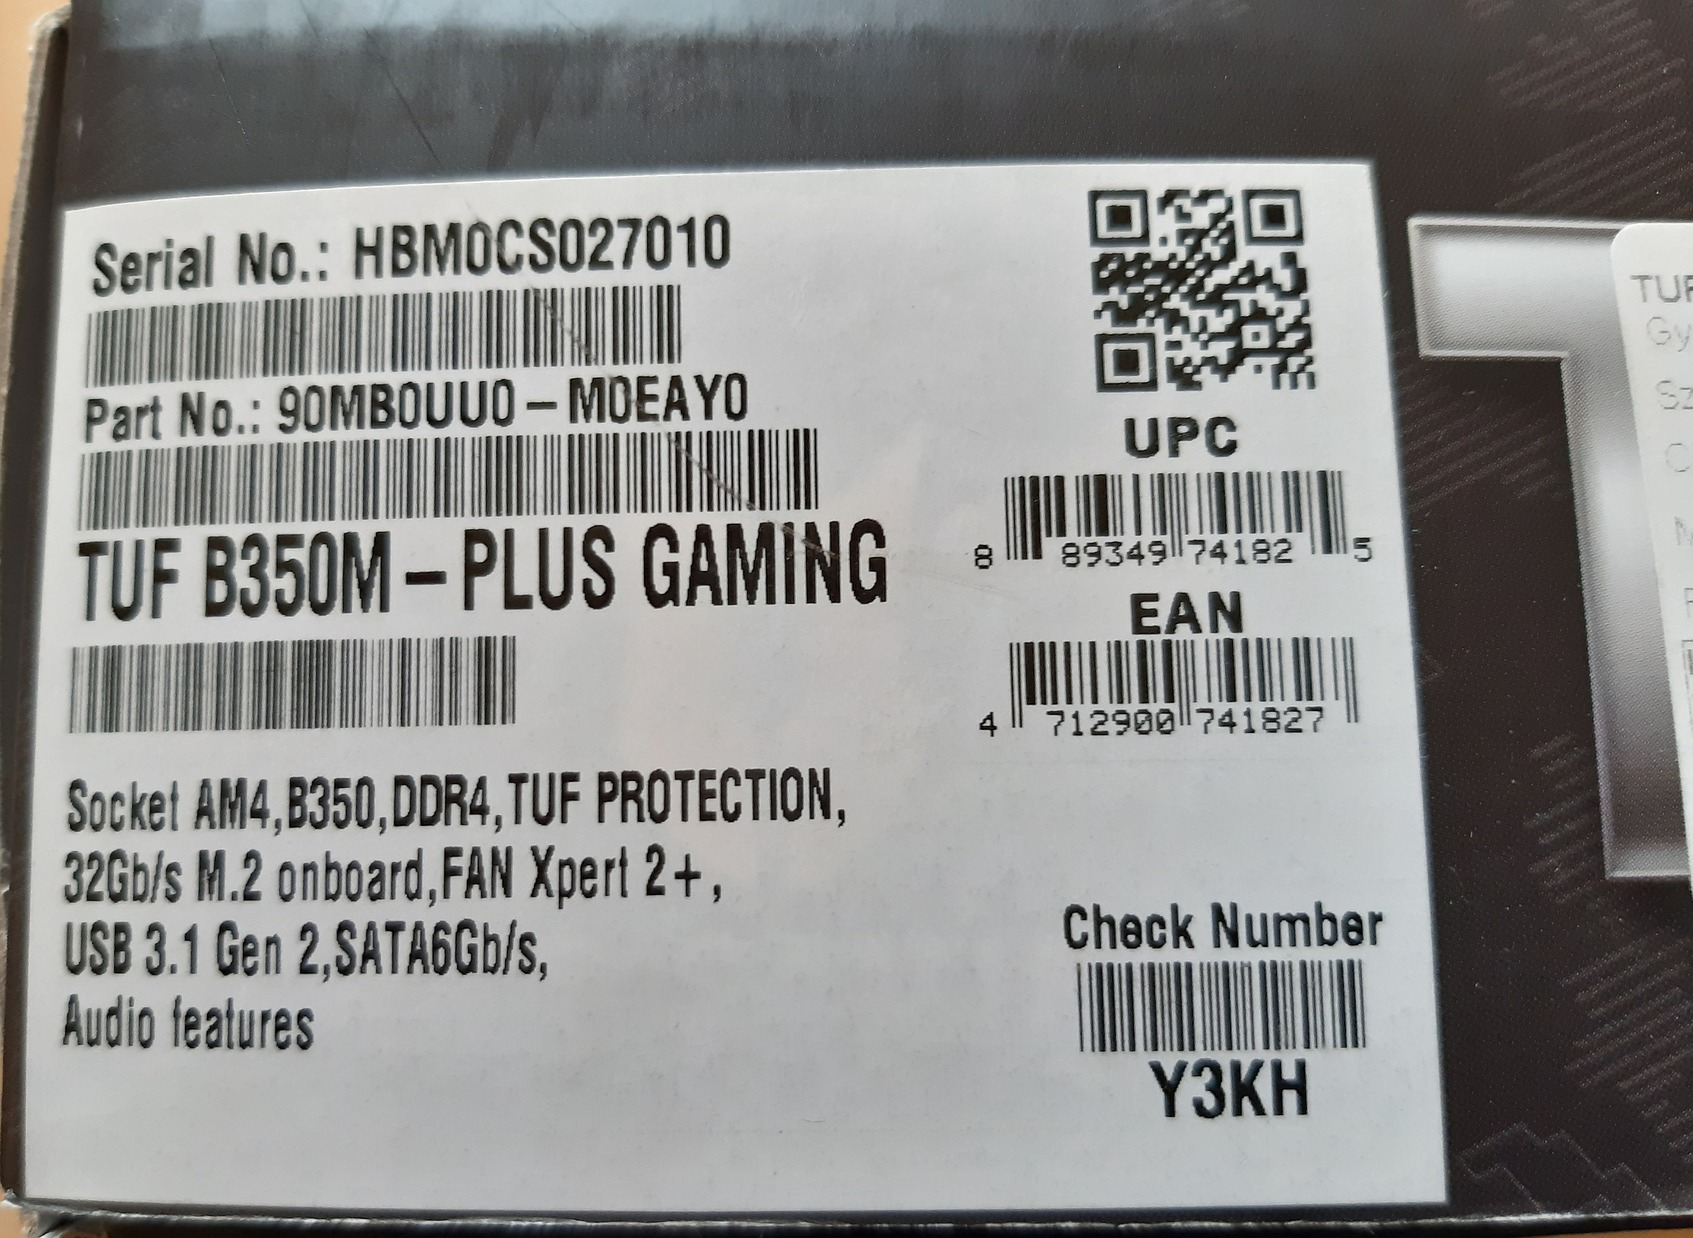 Serial No.: HBM0CS027010
Part No.: 90MB0UU0-M0EAY0
TUF B350M-PLUS GAMING
Socket AM4,B350,DDR4,TUF PROTECTION,
32Gb/s M.2 onboard,FAN Xpert 2+,
USB 3.1 Gen 2,SATA6Gb/s,
Audio features
UPC
8 89349 74182 5
EAN
4 712900 741827
Check Number
Y3KH
T
TUF
Gy
Sz